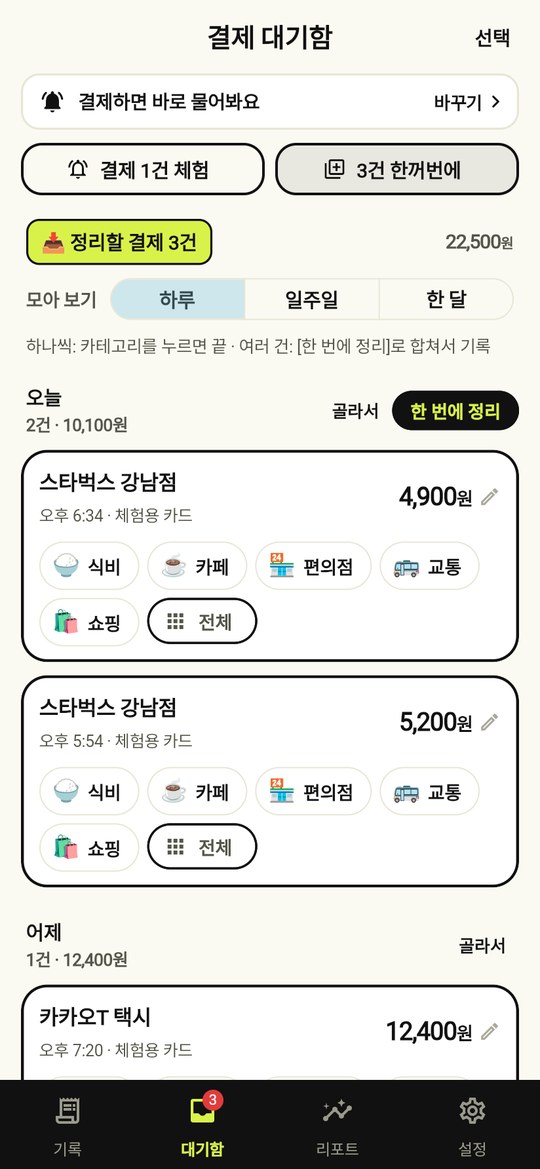 결제 대기함
선택
결제하면 바로 물어봐요
바꾸기
결제 1건 체험
3건 한꺼번에
정리할 결제 3건
22,500원
모아 보기
하루
일주일
한 달
하나씩: 카테고리를 누르면 끝 · 여러 건: [한 번에 정리]로 합쳐서 기록
오늘
2건 · 10,100원
골라서
한 번에 정리
스타벅스 강남점
4,900원
오후 6:34 · 체험용 카드
식비
카페
24
편의점
교통
쇼핑
전체
스타벅스 강남점
5,200원
오후 5:54 · 체험용 카드
식비
카페
24
편의점
교통
쇼핑
전체
어제
1건 · 12,400원
골라서
카카오T 택시
12,400원
오후 7:20 · 체험용 카드
3
기록
대기함
리포트
설정